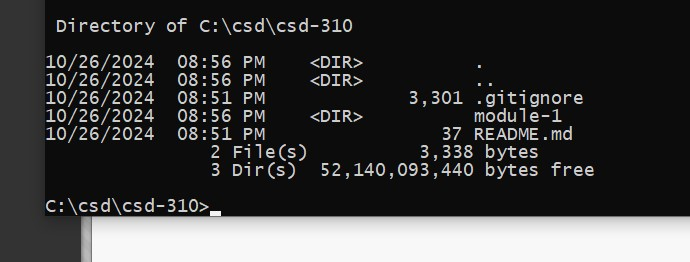 Directory of C:\csd\csd-310
10/26/2024  08:56 PM    <DIR>          .
10/26/2024  08:56 PM    <DIR>          ..
10/26/2024  08:51 PM             3,301 .gitignore
10/26/2024  08:56 PM    <DIR>          module-1
10/26/2024  08:51 PM                37 README.md
               2 File(s)          3,338 bytes
               3 Dir(s)  52,140,093,440 bytes free
C:\csd\csd-310>